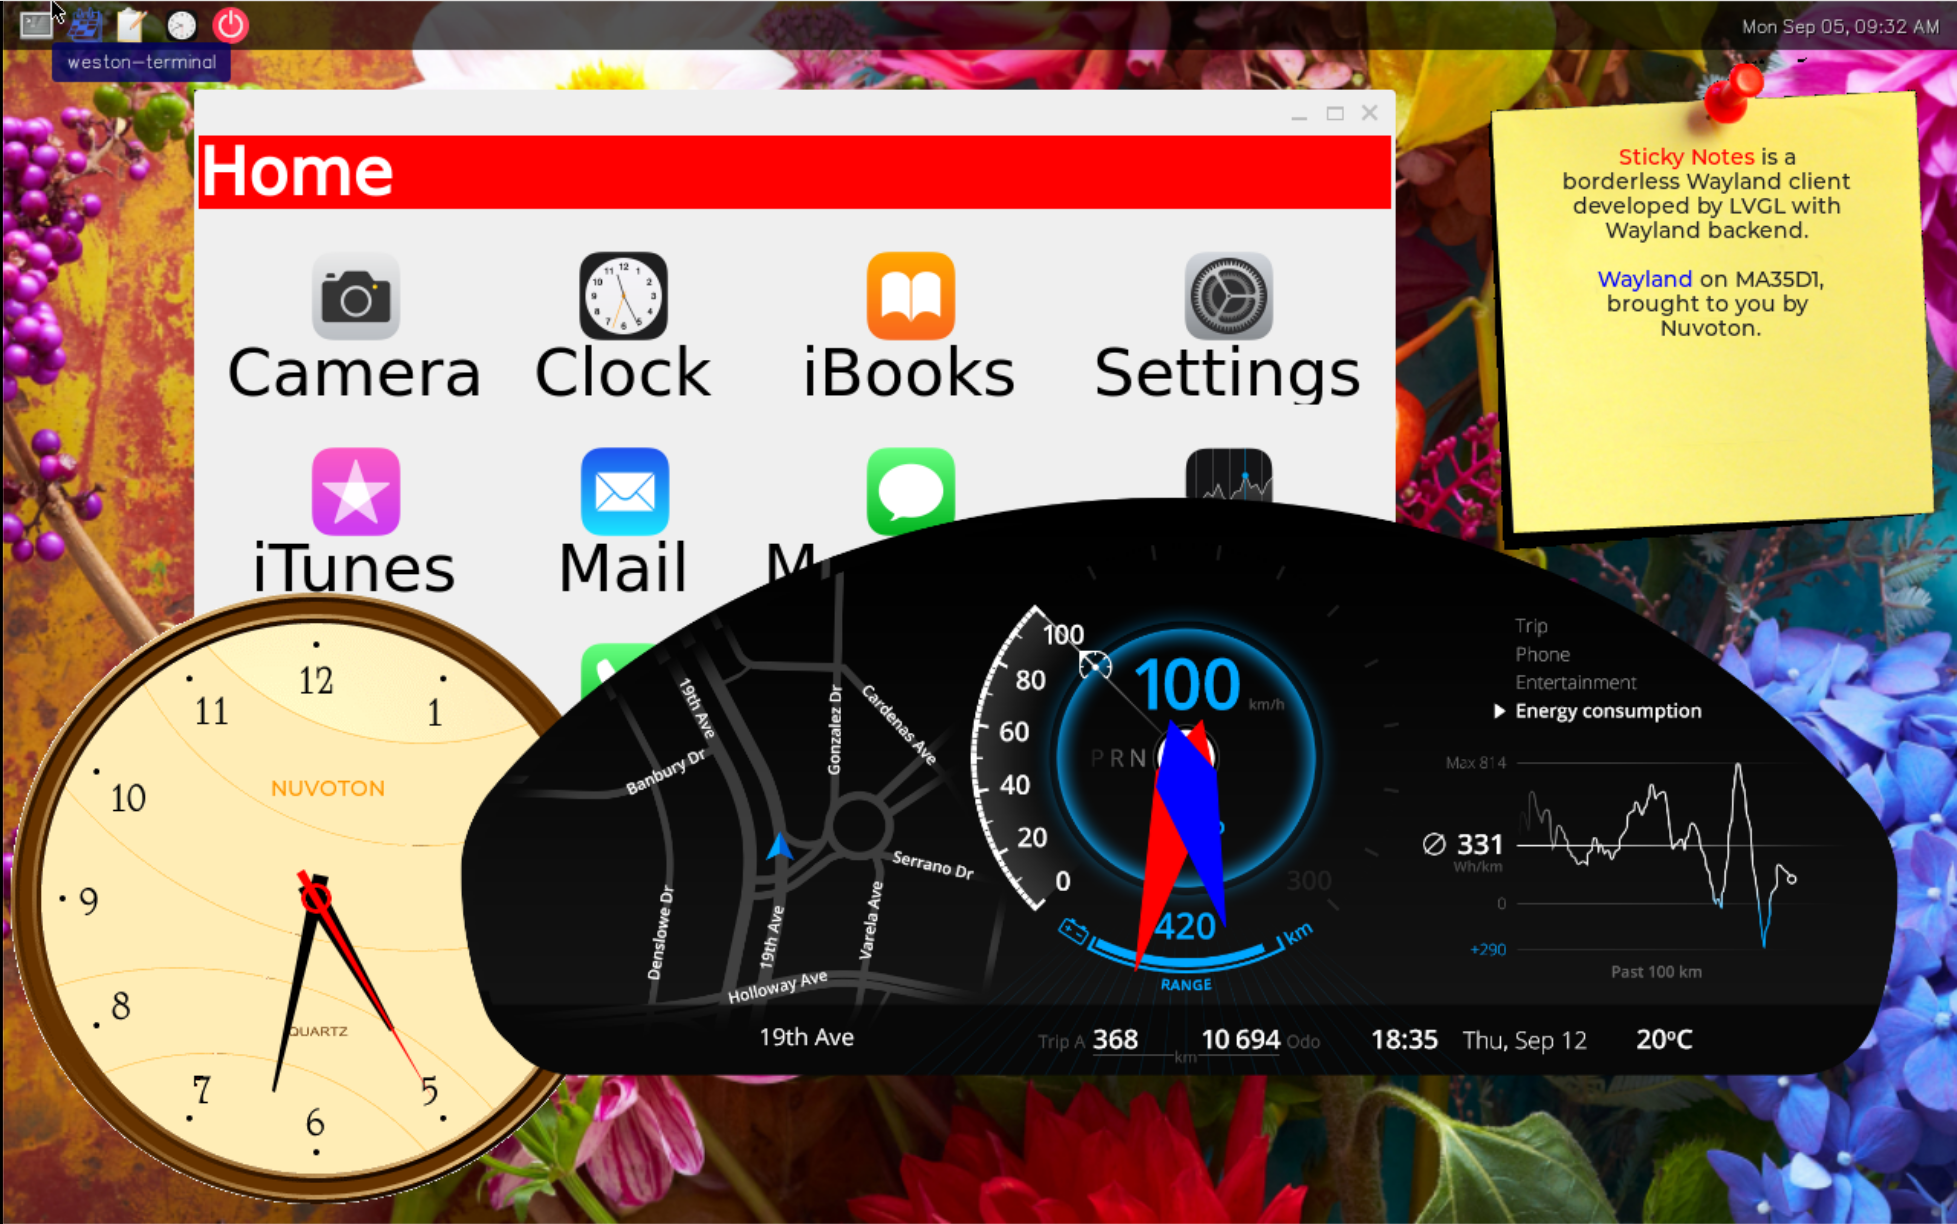 Mon Sep 05, 09:32 AM
weston-terminal
Home
Camera
Clock
iBooks
Settings
iTunes
Mail
M
Sticky Notes is a
borderless Wayland client
developed by LVGL with
Wayland backend.
Wayland on MA35D1,
brought to you by
Nuvoton.
12
11
1
10
NUVOTON
9
8
QUARTZ
7
5
6
19th Ave
Gonzalez Dr
Cardenas Ave
Banbury Dr
Serrano Dr
Denslowe Dr
19th Ave
Varela Ave
Holloway Ave
19th Ave
100
80
60
40
20
0
100
km/h
P R N
300
420
km
RANGE
Trip
Phone
Entertainment
Energy consumption
Max 814
Ø 331
Wh/km
0
+290
Past 100 km
Trip A 368
km
10 694 Odo
18:35
Thu, Sep 12
20ºC